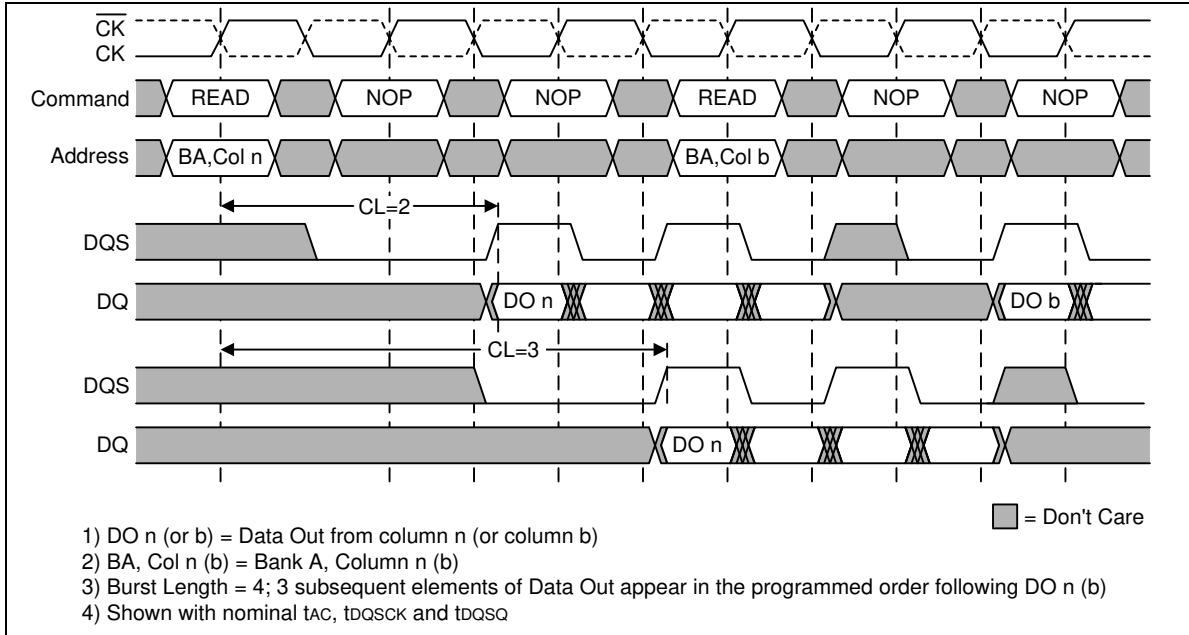 CK
CK
Command READ NOP NOP READ NOP NOP
Address BA,Col n BA,Col b
CL=2
DQS
DQ DO n DO b
CL=3
DQS
DQ DO n
= Don't Care
1) DO n (or b) = Data Out from column n (or column b)
2) BA, Col n (b) = Bank A, Column n (b)
3) Burst Length = 4; 3 subsequent elements of Data Out appear in the programmed order following DO n (b)
4) Shown with nominal tAC, tDQSCK and tDQSQ